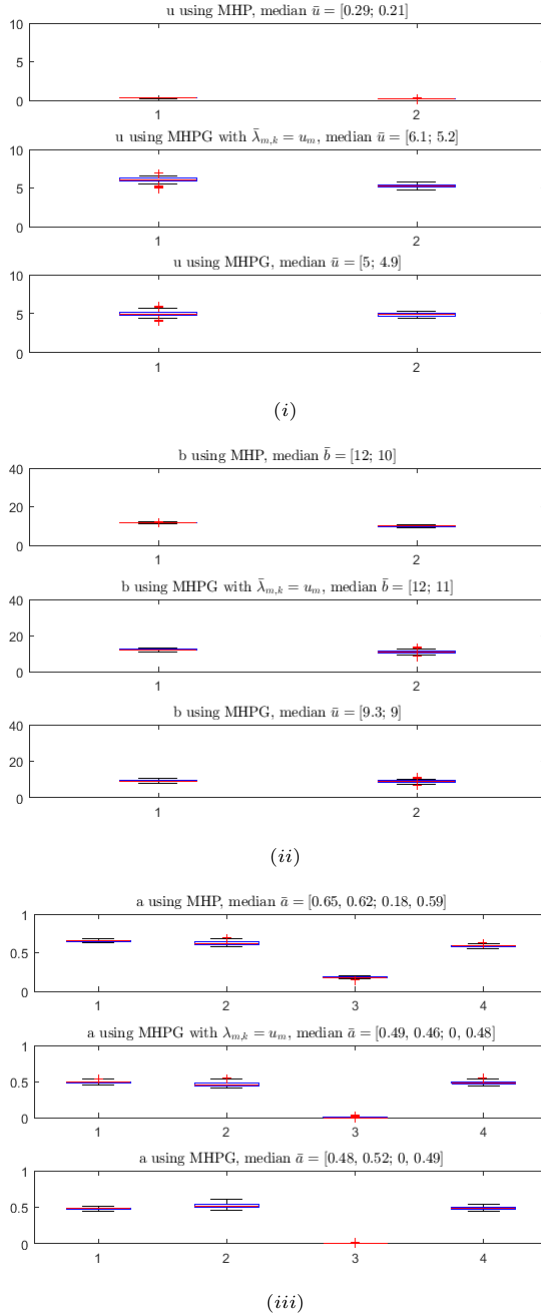 u using MHP, median ū = [0.29; 0.21]
10
5
0
1 2
u using MHPG with λ̄_{m,k} = u_m, median ū = [6.1; 5.2]
10
5
0
1 2
u using MHPG, median ū = [5; 4.9]
10
5
0
1 2
(i)
b using MHP, median b̄ = [12; 10]
40
20
0
1 2
b using MHPG with λ̄_{m,k} = u_m, median b̄ = [12; 11]
40
20
0
1 2
b using MHPG, median ū = [9.3; 9]
40
20
0
1 2
(ii)
a using MHP, median ā = [0.65, 0.62; 0.18, 0.59]
1
0.5
0
1 2 3 4
a using MHPG with λ_{m,k} = u_m, median ā = [0.49, 0.46; 0, 0.48]
1
0.5
0
1 2 3 4
a using MHPG, median ā = [0.48, 0.52; 0, 0.49]
1
0.5
0
1 2 3 4
(iii)